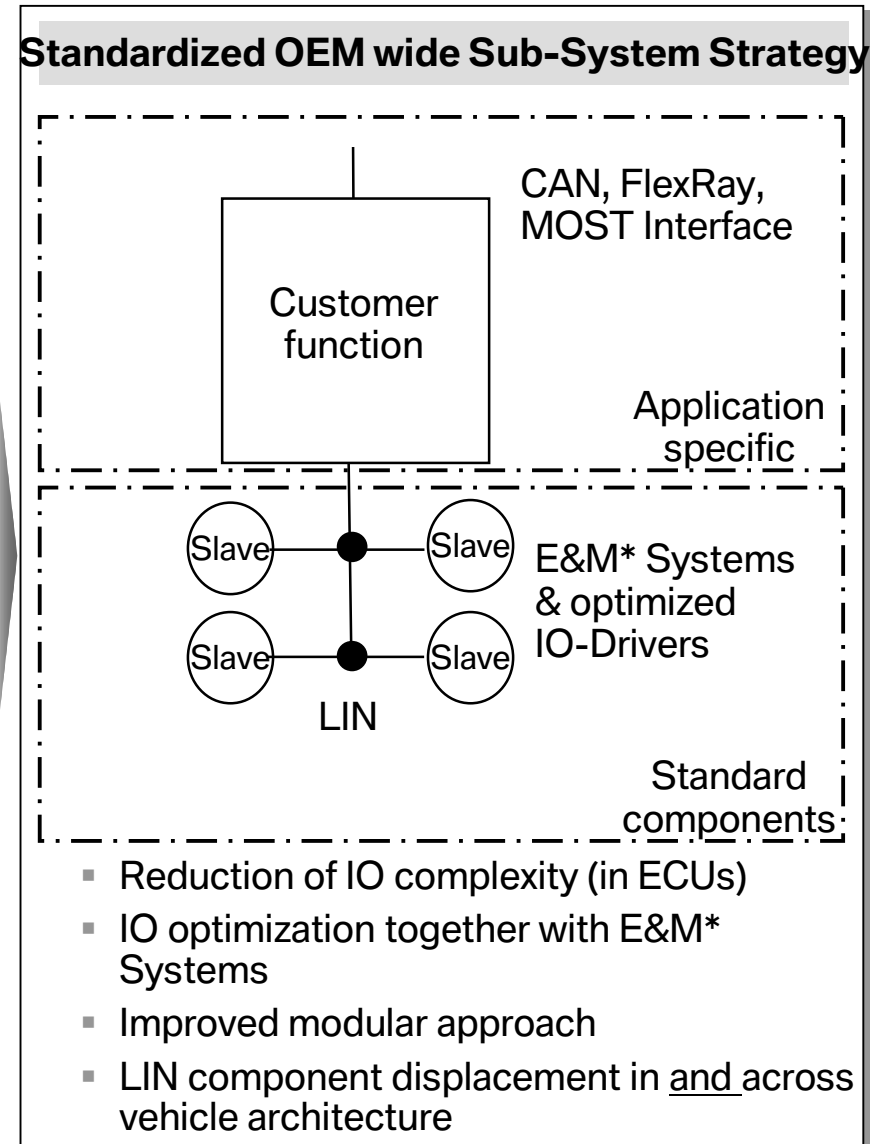 Standardized OEM wide Sub-System Strategy
CAN, FlexRay,
MOST Interface
Customer
function
Application
specific
Slave
Slave
E&M* Systems
& optimized
IO-Drivers
Slave
Slave
LIN
Standard
components
▪ Reduction of IO complexity (in ECUs)
▪ IO optimization together with E&M*
Systems
▪ Improved modular approach
▪ LIN component displacement in and across
vehicle architecture